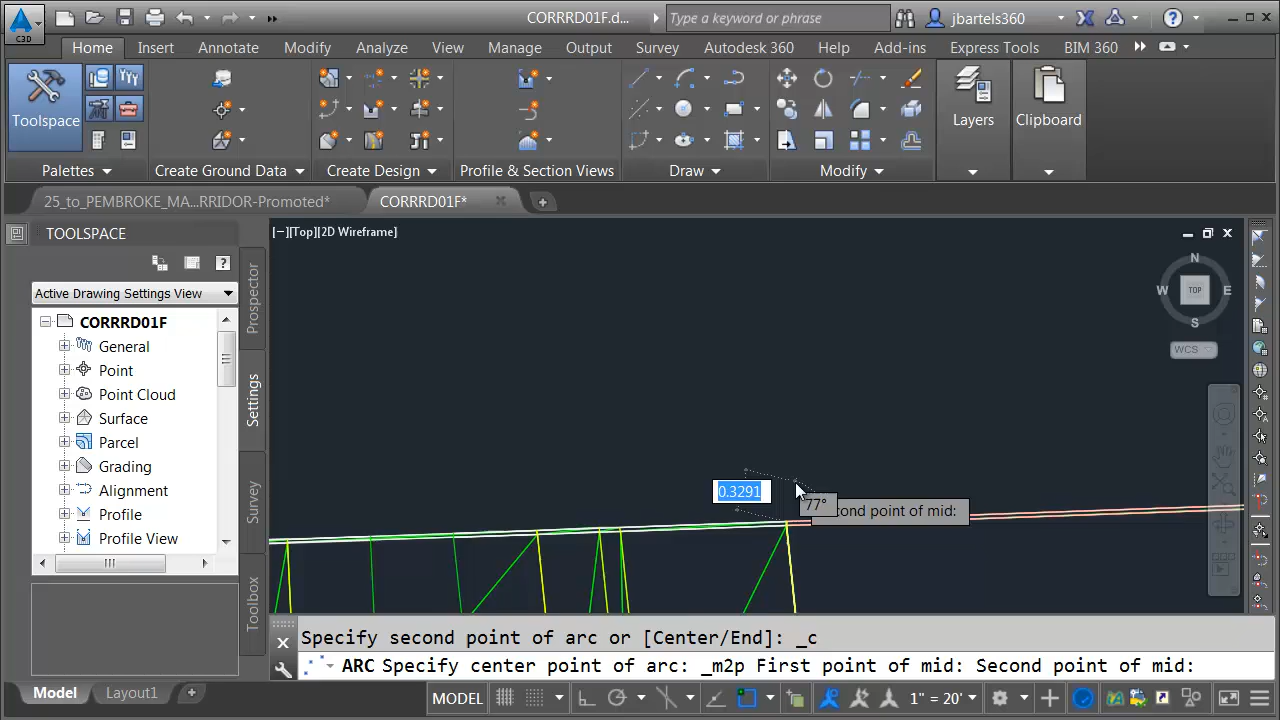 C3D
CORRRD01F.d...
Type a keyword or phrase
jbartels360
Home Insert Annotate Modify Analyze View Manage Output Survey Autodesk 360 Help Add-ins Express Tools BIM 360
Toolspace
Layers
Clipboard
Palettes
Create Ground Data
Create Design
Profile & Section Views
Draw
Modify
25_to_PEMBROKE_MA...RRIDOR-Promoted*
CORRRD01F*
TOOLSPACE
Active Drawing Settings View
CORRRD01F
General
Point
Point Cloud
Surface
Parcel
Grading
Alignment
Profile
Profile View
Prospector
Settings
Survey
Toolbox
[−][Top][2D Wireframe]
N
W TOP E
S
WCS
0.3291
77°
cond point of mid:
Specify second point of arc or [Center/End]: _c
ARC Specify center point of arc: _m2p First point of mid: Second point of mid:
Model Layout1
MODEL
1" = 20'